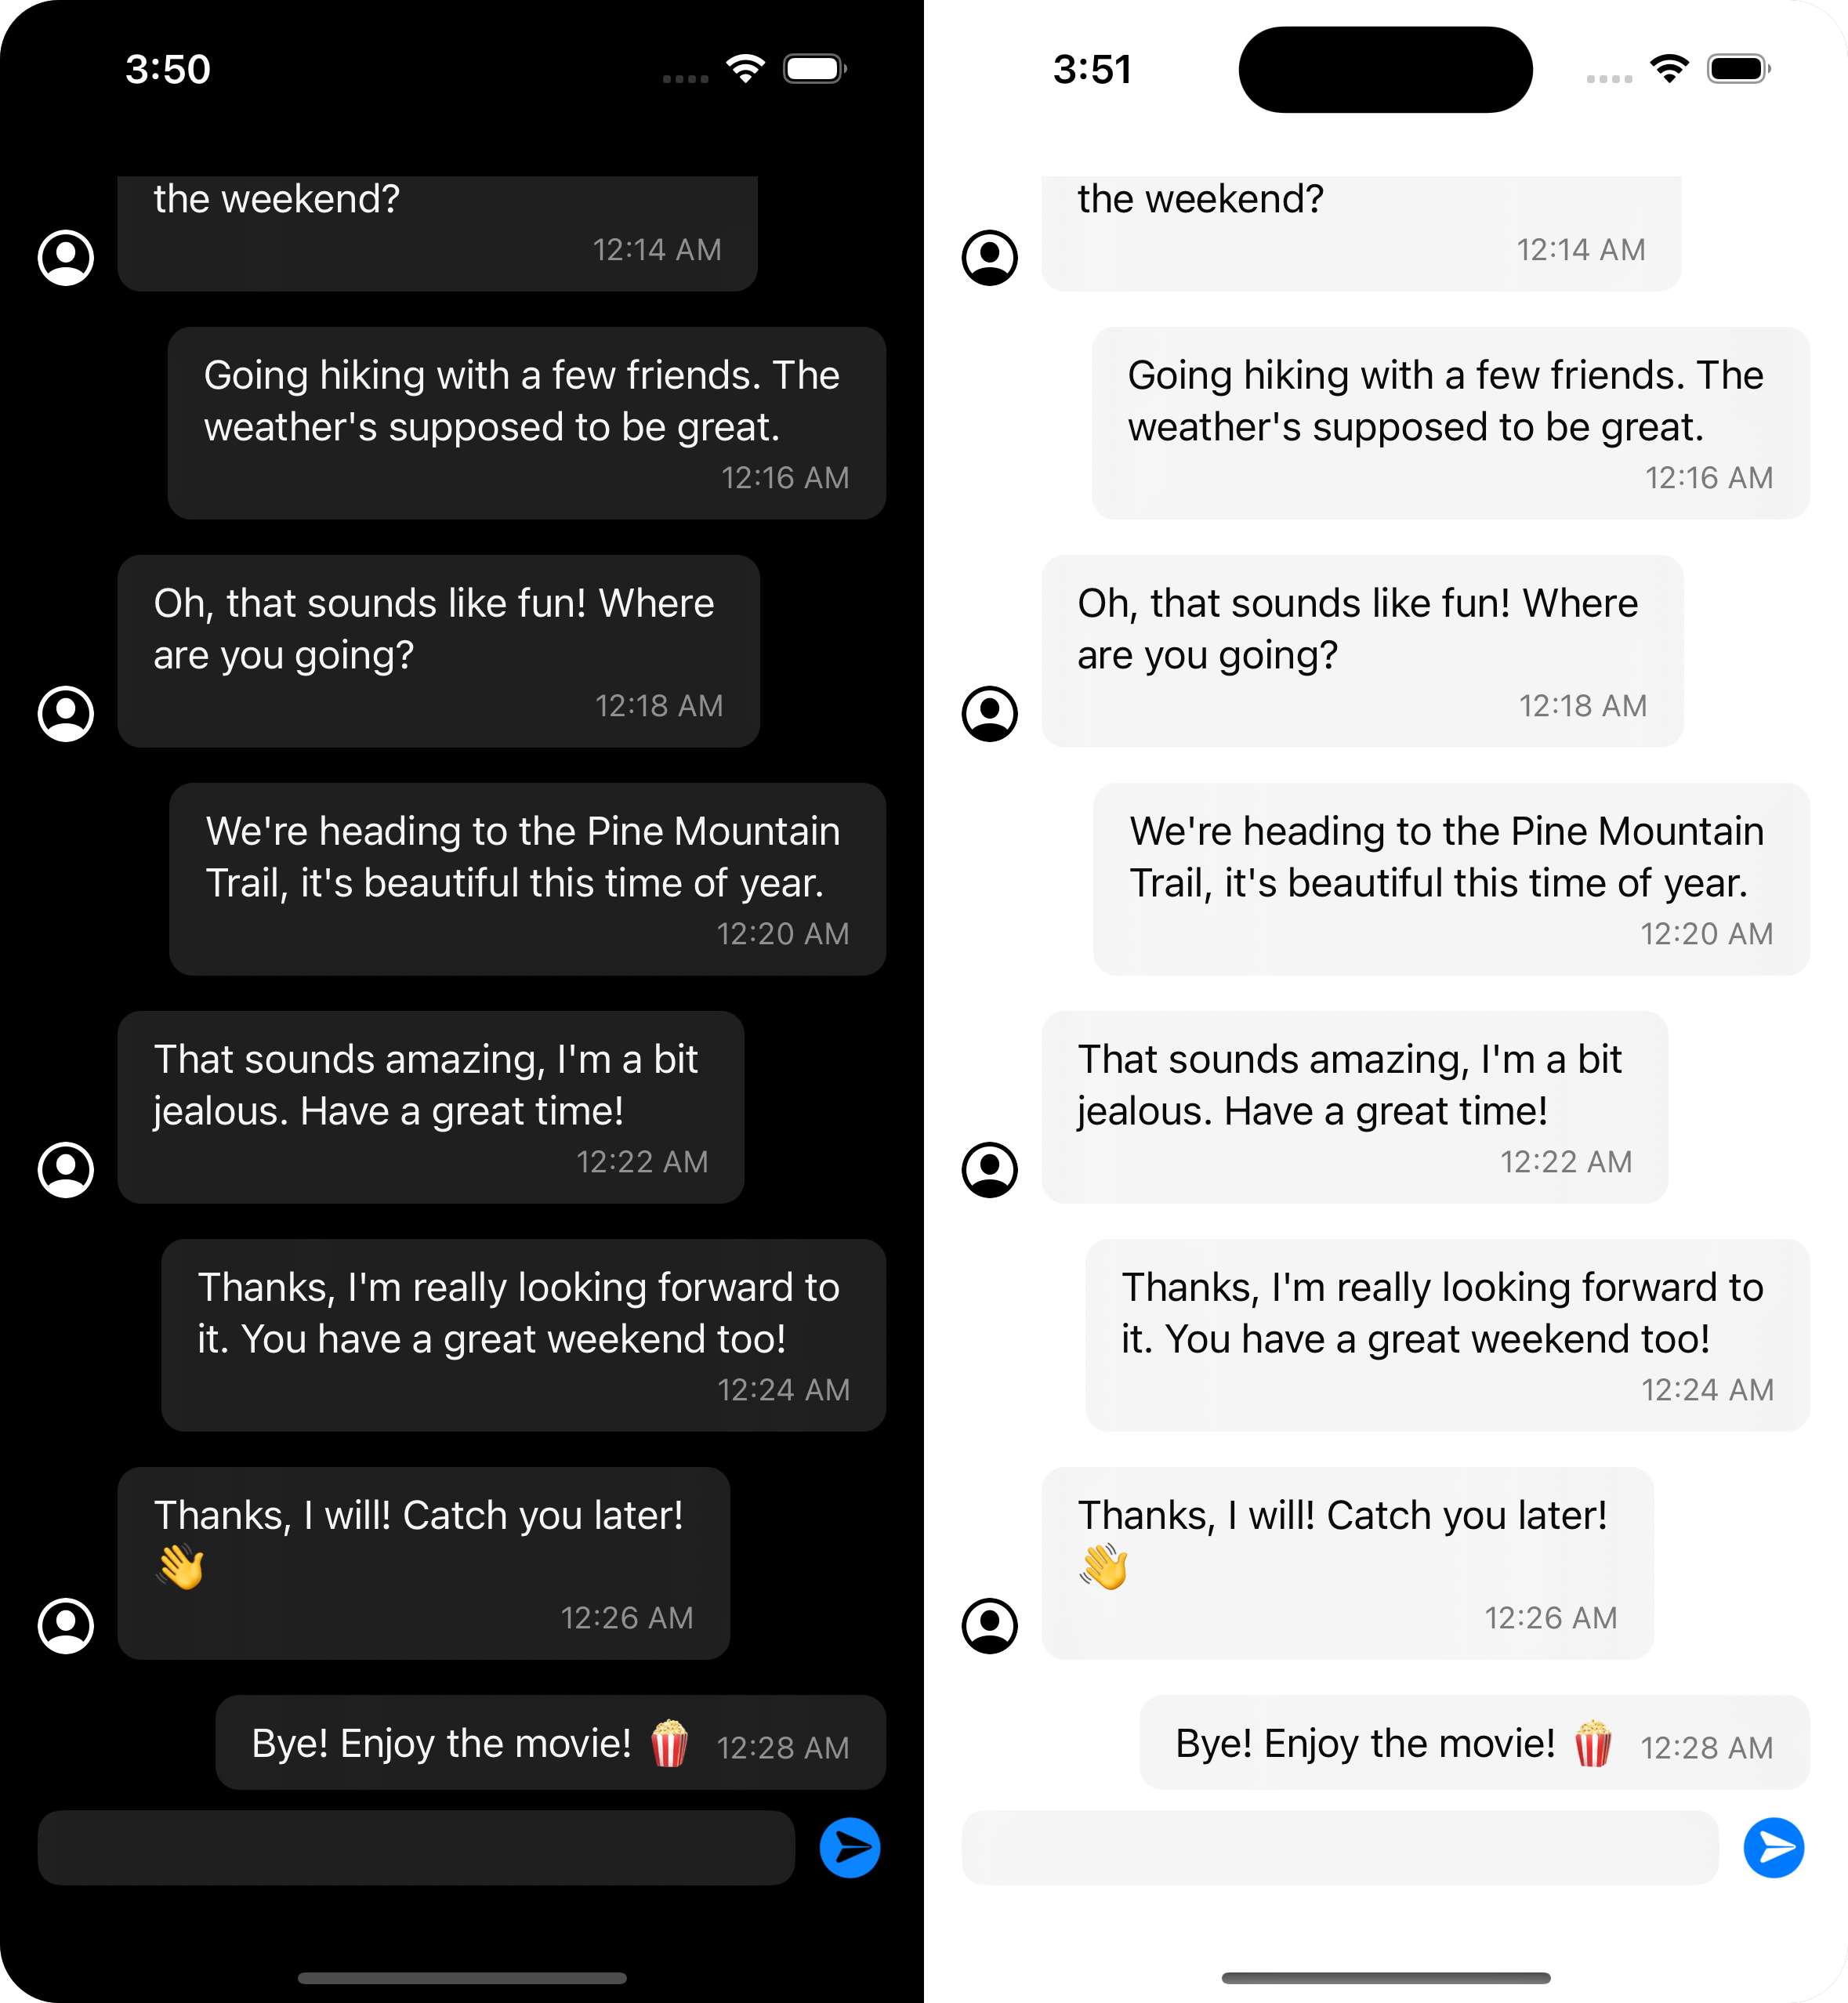 3:50
the weekend?
12:14 AM
Going hiking with a few friends. The
weather's supposed to be great.
12:16 AM
Oh, that sounds like fun! Where
are you going?
12:18 AM
We're heading to the Pine Mountain
Trail, it's beautiful this time of year.
12:20 AM
That sounds amazing, I'm a bit
jealous. Have a great time!
12:22 AM
Thanks, I'm really looking forward to
it. You have a great weekend too!
12:24 AM
Thanks, I will! Catch you later!
👋
12:26 AM
Bye! Enjoy the movie! 🍿 12:28 AM
3:51
the weekend?
12:14 AM
Going hiking with a few friends. The
weather's supposed to be great.
12:16 AM
Oh, that sounds like fun! Where
are you going?
12:18 AM
We're heading to the Pine Mountain
Trail, it's beautiful this time of year.
12:20 AM
That sounds amazing, I'm a bit
jealous. Have a great time!
12:22 AM
Thanks, I'm really looking forward to
it. You have a great weekend too!
12:24 AM
Thanks, I will! Catch you later!
👋
12:26 AM
Bye! Enjoy the movie! 🍿 12:28 AM